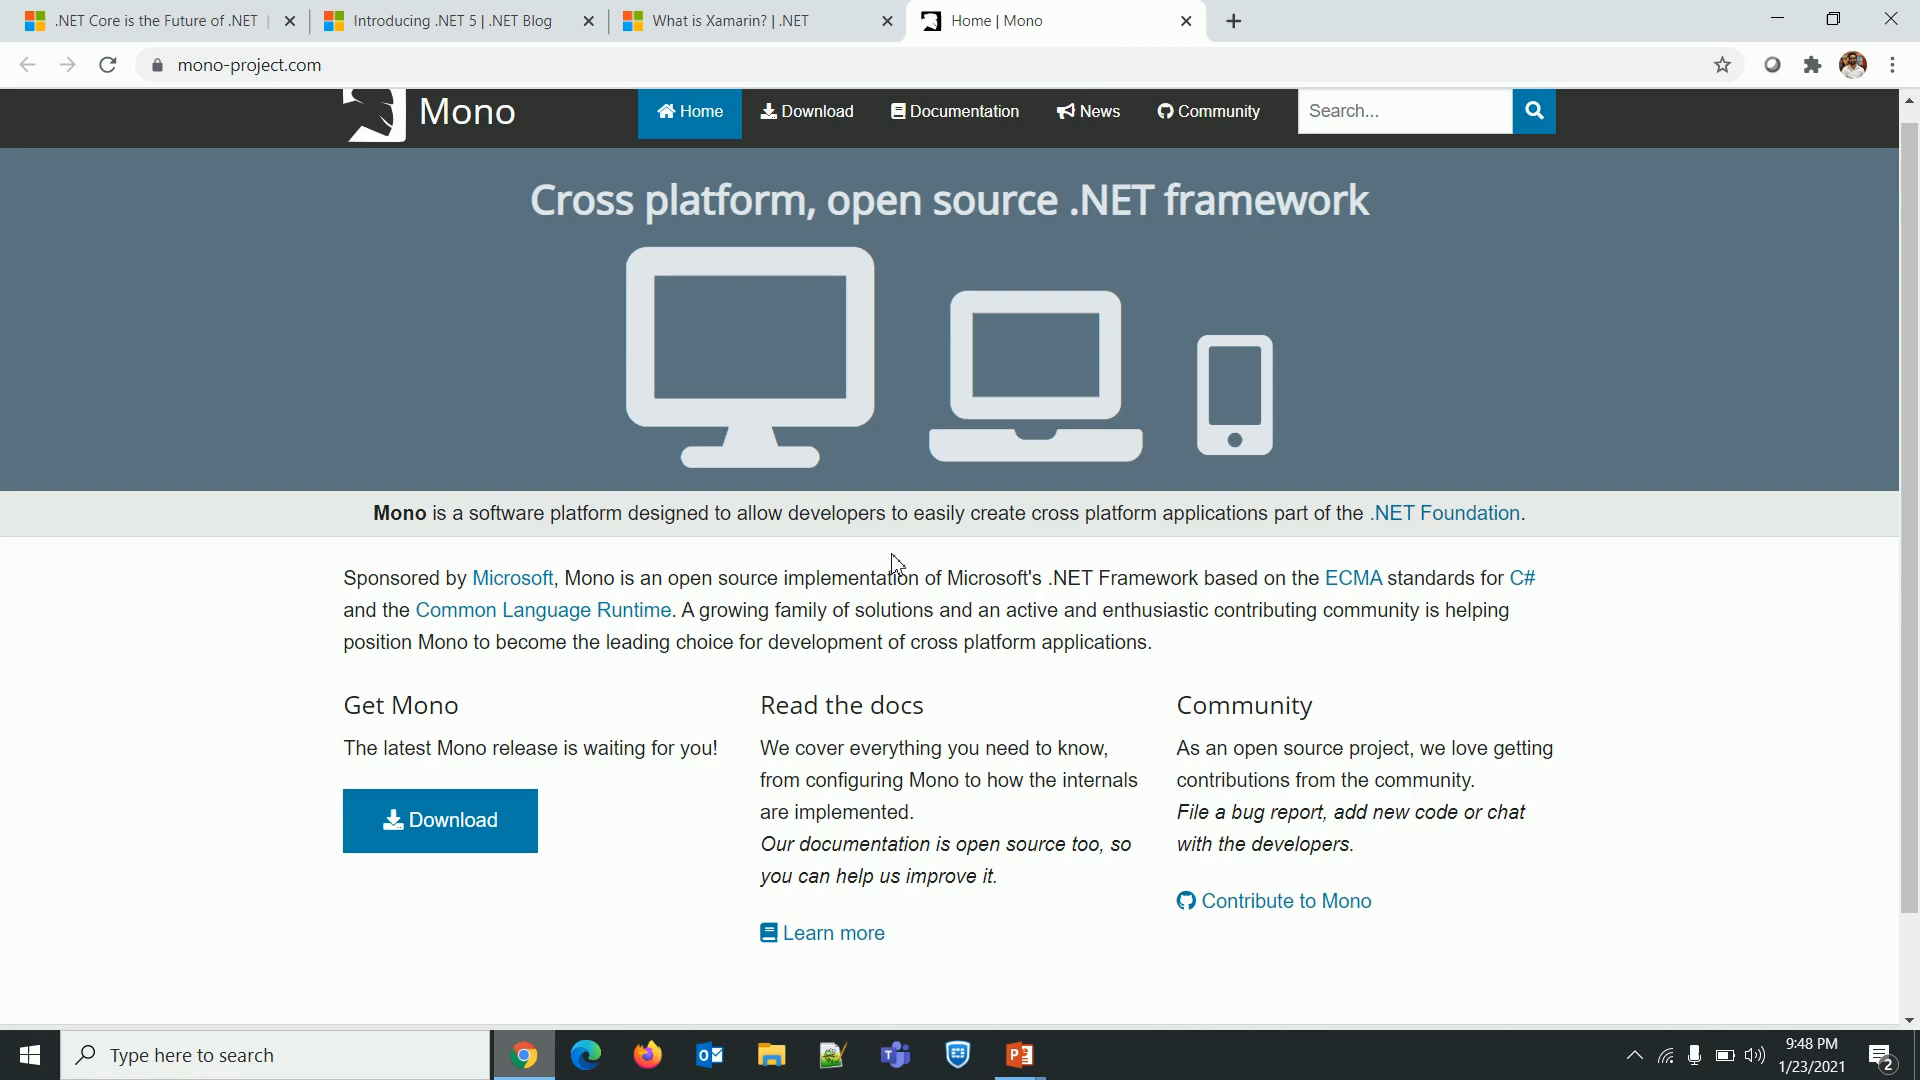 .NET Core is the Future of .NET
Introducing .NET 5 | .NET Blog
What is Xamarin? | .NET
Home | Mono
mono-project.com
Mono
Home
Download
Documentation
News
Community
Search...
Cross platform, open source .NET framework
Mono is a software platform designed to allow developers to easily create cross platform applications part of the .NET Foundation.
Sponsored by Microsoft, Mono is an open source implementation of Microsoft's .NET Framework based on the ECMA standards for C#
and the Common Language Runtime. A growing family of solutions and an active and enthusiastic contributing community is helping
position Mono to become the leading choice for development of cross platform applications.
Get Mono
The latest Mono release is waiting for you!
Download
Read the docs
We cover everything you need to know,
from configuring Mono to how the internals
are implemented.
Our documentation is open source too, so
you can help us improve it.
Learn more
Community
As an open source project, we love getting
contributions from the community.
File a bug report, add new code or chat
with the developers.
Contribute to Mono
Type here to search
9:48 PM
1/23/2021
2